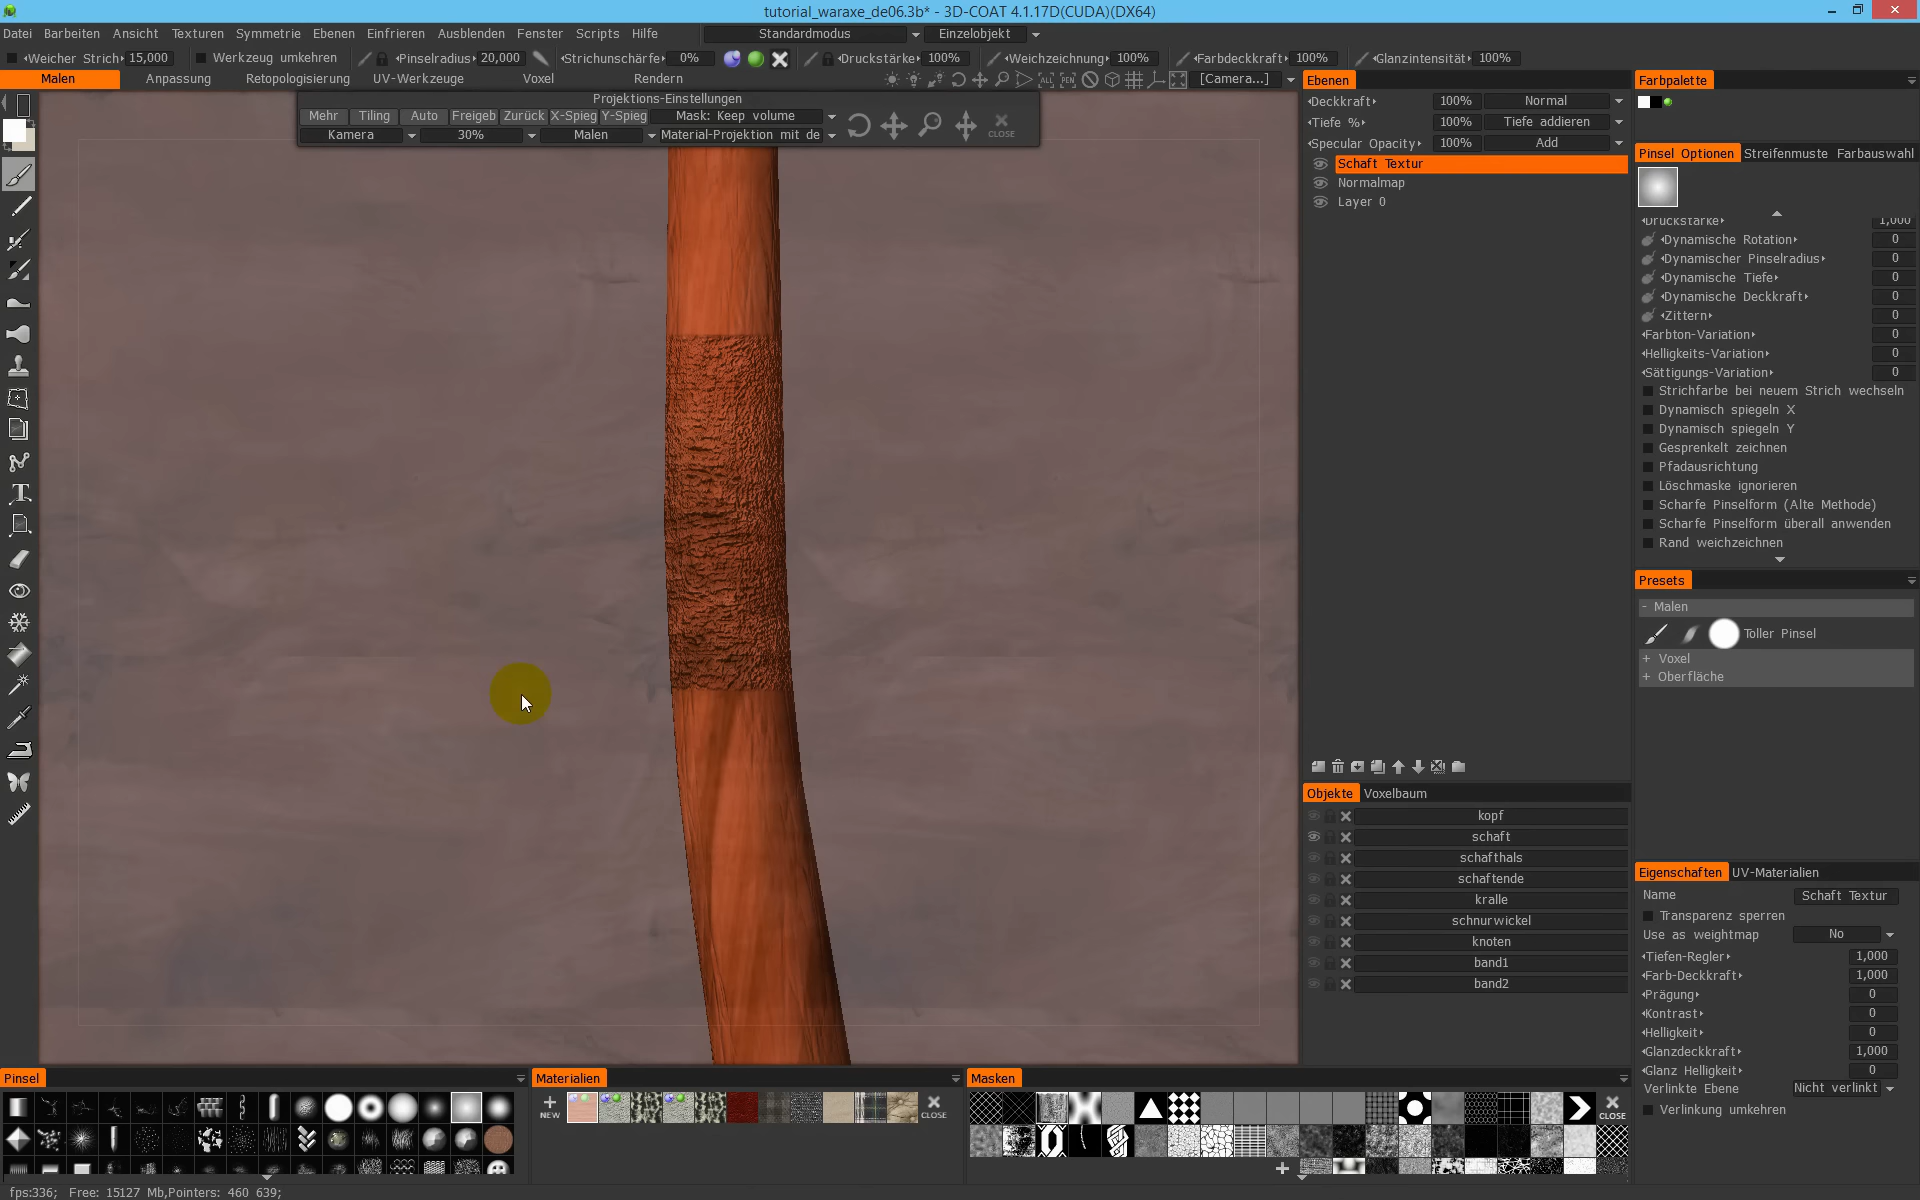 tutorial_waraxe_de06.3b* - 3D-COAT 4.1.17D(CUDA)(DX64)
Datei Bearbeiten Ansicht Texturen Symmetrie Ebenen Einfrieren Ausblenden Fenster Scripts Hilfe Standardmodus Einzelobjekt
Weicher Strich 15,000 Werkzeug umkehren Pinselradius 20,000 Strichunschärfe 0% Druckstärke 100% Weichzeichnung 100% Farbdeckkraft 100% Glanzintensität 100%
Malen Anpassung Retopologisierung UV-Werkzeuge Voxel Rendern [Camera...]
Projektions-Einstellungen
Mehr Tiling Auto Freigeb Zurück X-Spieg Y-Spieg Mask: Keep volume
Kamera 30% Malen Material-Projektion mit de
CLOSE
Ebenen
Deckkraft 100% Normal
Tiefe % 100% Tiefe addieren
Specular Opacity 100% Add
Schaft Textur
Normalmap
Layer 0
Objekte Voxelbaum
kopf
schaft
schafthals
schaftende
kralle
schnurwickel
knoten
band1
band2
Farbpalette
Pinsel Optionen Streifenmuste Farbauswahl
Druckstärke 1,000
Dynamische Rotation 0
Dynamischer Pinselradius 0
Dynamische Tiefe 0
Dynamische Deckkraft 0
Zittern 0
Farbton-Variation 0
Helligkeits-Variation 0
Sättigungs-Variation 0
Strichfarbe bei neuem Strich wechseln
Dynamisch spiegeln X
Dynamisch spiegeln Y
Gesprenkelt zeichnen
Pfadausrichtung
Löschmaske ignorieren
Scharfe Pinselform (Alte Methode)
Scharfe Pinselform überall anwenden
Rand weichzeichnen
Presets
- Malen
Toller Pinsel
+ Voxel
+ Oberfläche
Eigenschaften UV-Materialien
Name Schaft Textur
Transparenz sperren
Use as weightmap No
Tiefen-Regler 1,000
Farb-Deckkraft 1,000
Prägung 0
Kontrast 0
Helligkeit 0
Glanzdeckkraft 1,000
Glanz Helligkeit 0
Verlinkte Ebene Nicht verlinkt
Verlinkung umkehren
Pinsel Materialien Masken
NEW CLOSE CLOSE
fps:336; Free: 15127 Mb,Pointers: 460 639;